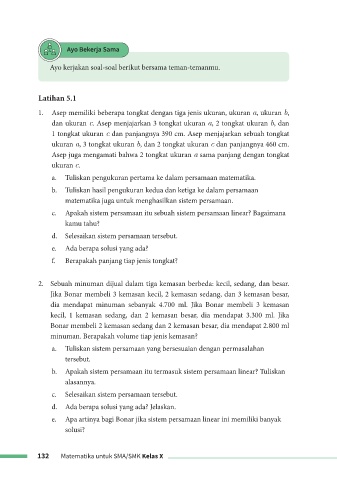 Ayo Bekerja Sama
Ayo kerjakan soal-soal berikut bersama teman-temanmu.
Latihan 5.1
1. Asep memiliki beberapa tongkat dengan tiga jenis ukuran, ukuran a, ukuran b,
dan ukuran c. Asep menjajarkan 3 tongkat ukuran a, 2 tongkat ukuran b, dan
1 tongkat ukuran c dan panjangnya 390 cm. Asep menjajarkan sebuah tongkat
ukuran a, 3 tongkat ukuran b, dan 2 tongkat ukuran c dan panjangnya 460 cm.
Asep juga mengamati bahwa 2 tongkat ukuran a sama panjang dengan tongkat
ukuran c.
a. Tuliskan pengukuran pertama ke dalam persamaan matematika.
b. Tuliskan hasil pengukuran kedua dan ketiga ke dalam persamaan
matematika juga untuk menghasilkan sistem persamaan.
c. Apakah sistem persamaan itu sebuah sistem persamaan linear? Bagaimana
kamu tahu?
d. Selesaikan sistem persamaan tersebut.
e. Ada berapa solusi yang ada?
f. Berapakah panjang tiap jenis tongkat?
2. Sebuah minuman dijual dalam tiga kemasan berbeda: kecil, sedang, dan besar.
Jika Bonar membeli 3 kemasan kecil, 2 kemasan sedang, dan 3 kemasan besar,
dia mendapat minuman sebanyak 4.700 ml. Jika Bonar membeli 3 kemasan
kecil, 1 kemasan sedang, dan 2 kemasan besar, dia mendapat 3.300 ml. Jika
Bonar membeli 2 kemasan sedang dan 2 kemasan besar, dia mendapat 2.800 ml
minuman. Berapakah volume tiap jenis kemasan?
a. Tuliskan sistem persamaan yang bersesuaian dengan permasalahan
tersebut.
b. Apakah sistem persamaan itu termasuk sistem persamaan linear? Tuliskan
alasannya.
c. Selesaikan sistem persamaan tersebut.
d. Ada berapa solusi yang ada? Jelaskan.
e. Apa artinya bagi Bonar jika sistem persamaan linear ini memiliki banyak
solusi?
132 Matematika untuk SMA/SMK Kelas X